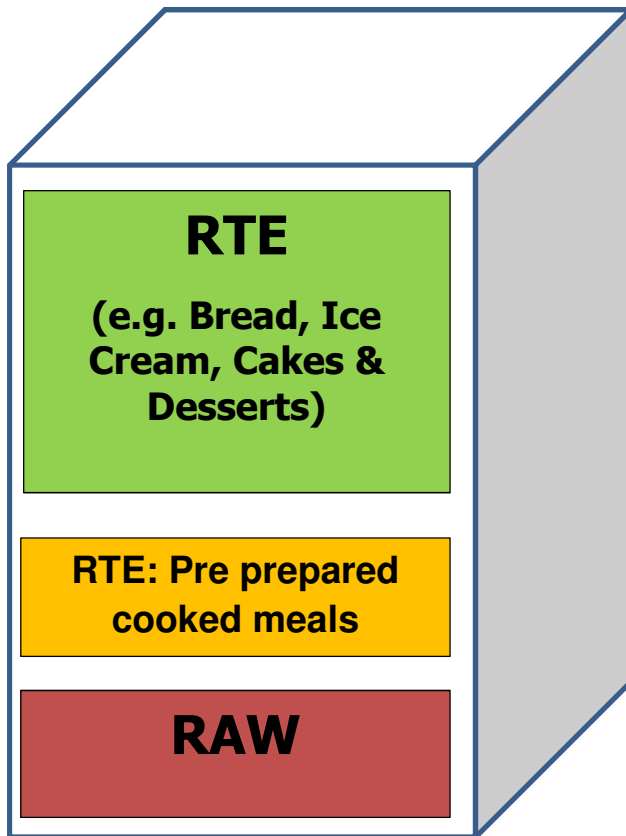 RTE
(e.g. Bread, Ice
Cream, Cakes &
Desserts)
RTE: Pre prepared
cooked meals
RAW